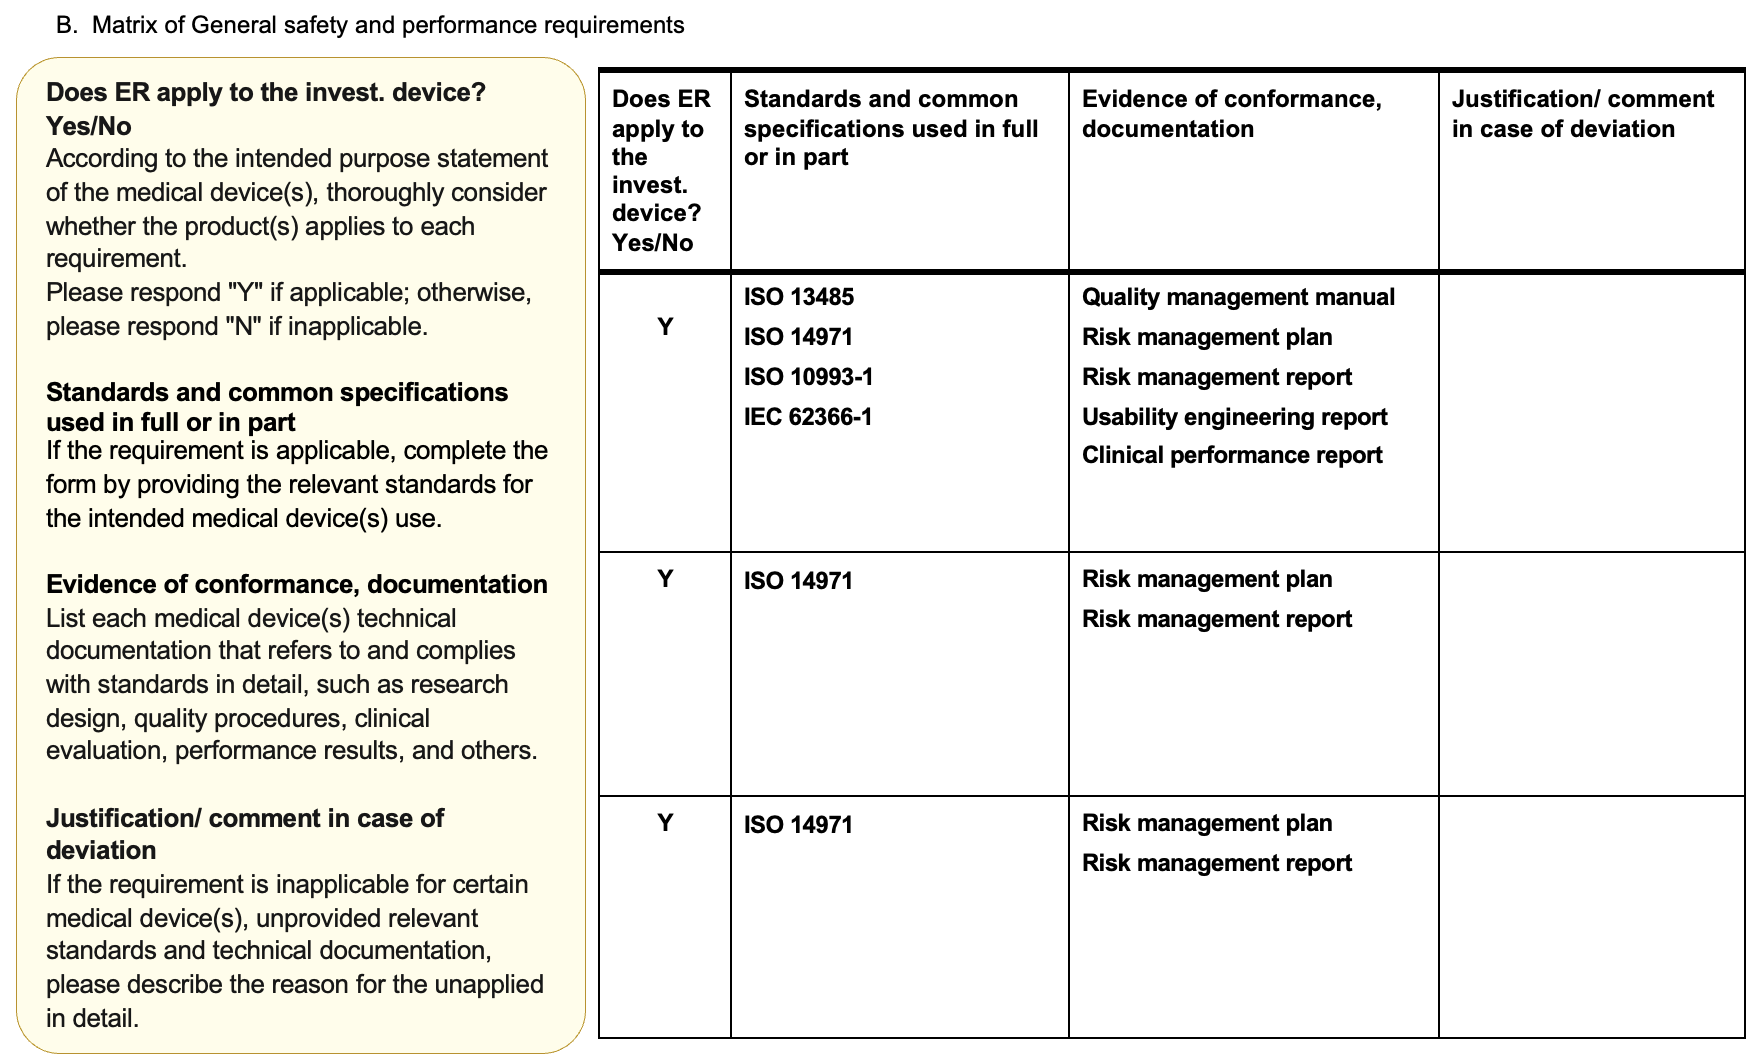 B. Matrix of General safety and performance requirements
Does ER apply to the invest. device?
Yes/No
According to the intended purpose statement
of the medical device(s), thoroughly consider
whether the product(s) applies to each
requirement.
Please respond "Y" if applicable; otherwise,
please respond "N" if inapplicable.
Standards and common specifications
used in full or in part
If the requirement is applicable, complete the
form by providing the relevant standards for
the intended medical device(s) use.
Evidence of conformance, documentation
List each medical device(s) technical
documentation that refers to and complies
with standards in detail, such as research
design, quality procedures, clinical
evaluation, performance results, and others.
Justification/ comment in case of
deviation
If the requirement is inapplicable for certain
medical device(s), unprovided relevant
standards and technical documentation,
please describe the reason for the unapplied
in detail.
Does ER
apply to
the
invest.
device?
Yes/No
Standards and common
specifications used in full
or in part
Evidence of conformance,
documentation
Justification/ comment
in case of deviation
Y
ISO 13485
ISO 14971
ISO 10993-1
IEC 62366-1
Quality management manual
Risk management plan
Risk management report
Usability engineering report
Clinical performance report
Y
ISO 14971
Risk management plan
Risk management report
Y
ISO 14971
Risk management plan
Risk management report